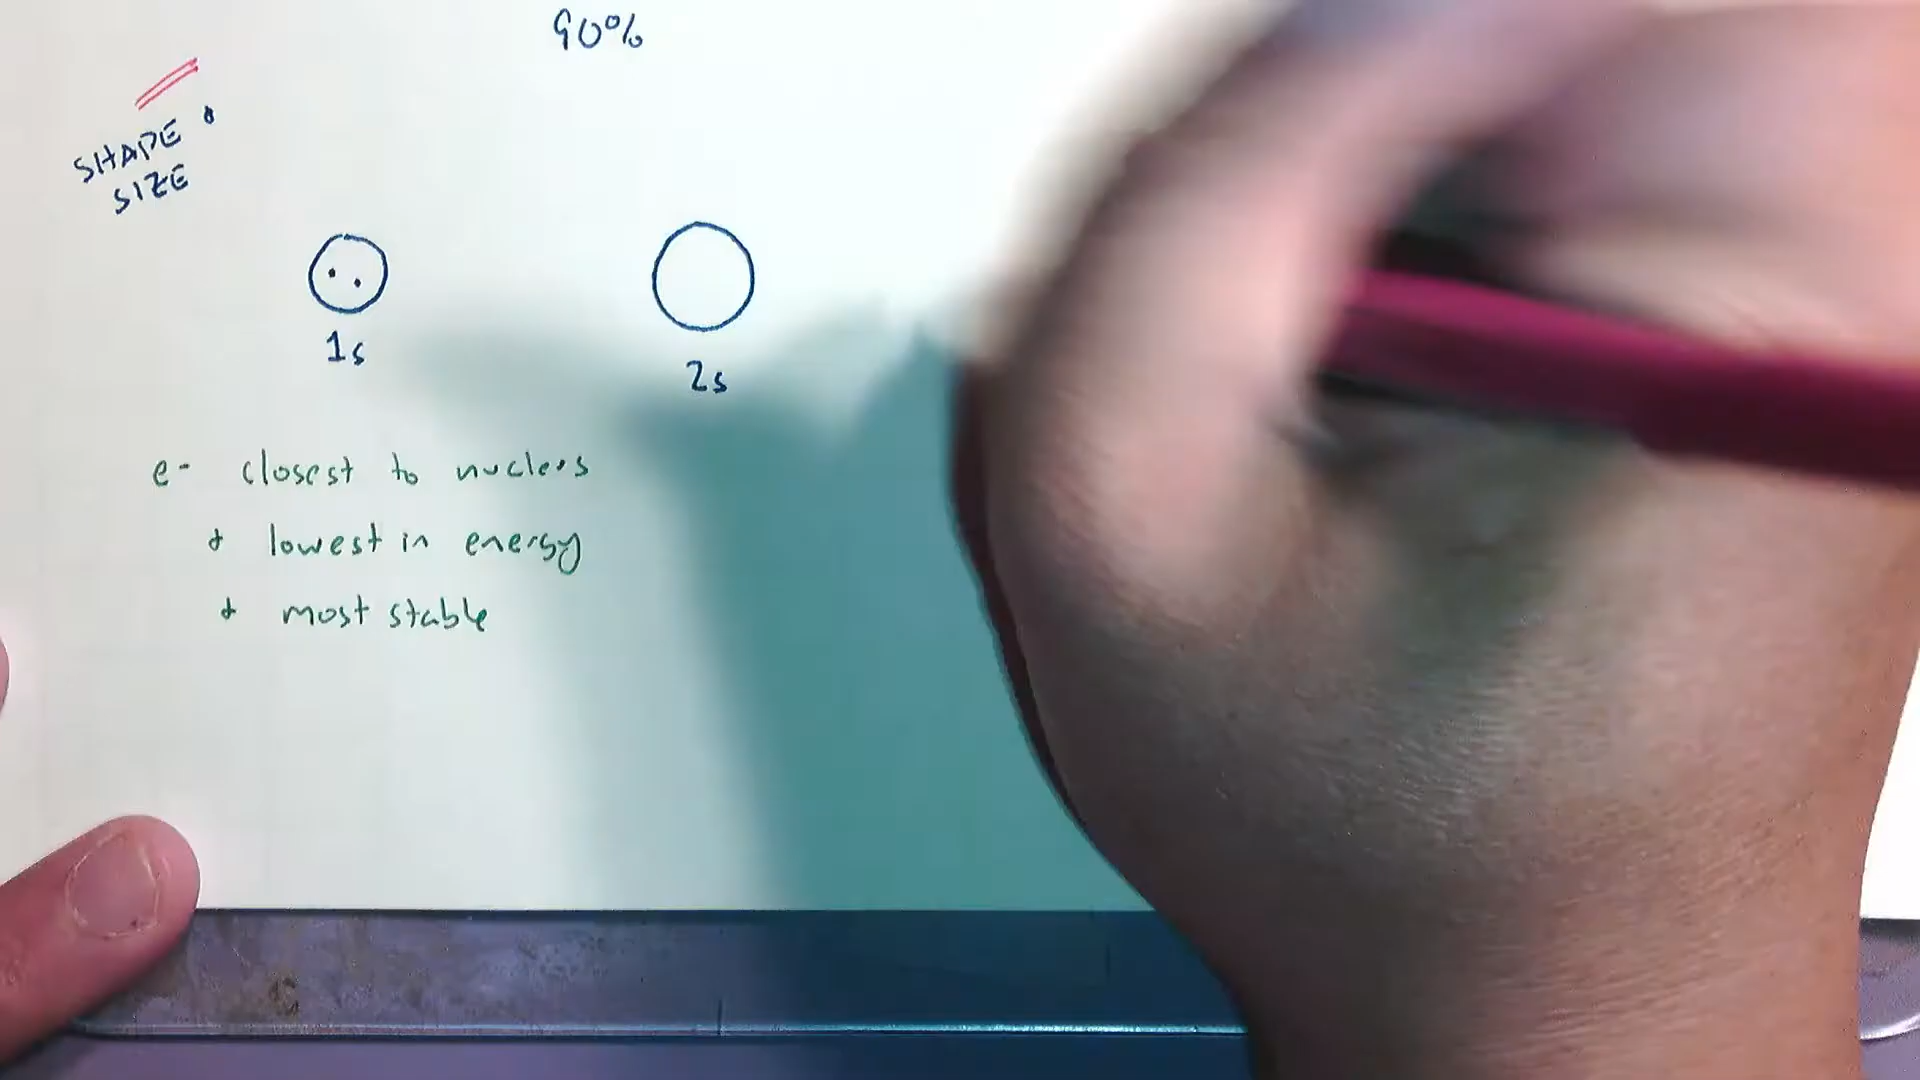 90%
SHAPE
SIZE
1s
2s
e- closest to nucleus
+ lowest in energy
+ most stable